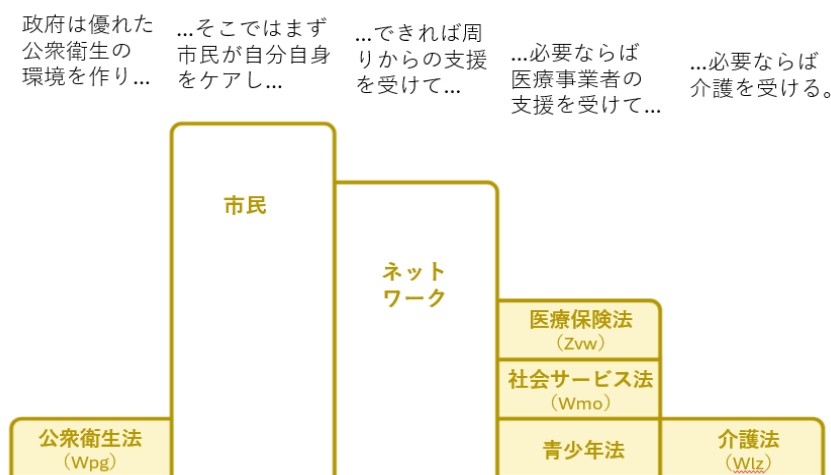 政府は優れた
公衆衛生の
環境を作り...
...そこではまず
市民が自分自身
をケアし...
...できれば周
りからの支援
を受けて...
...必要ならば
医療事業者の
支援を受けて...
...必要ならば
介護を受ける。
市民
ネット
ワーク
医療保険法
（Zvw）
社会サービス法
（Wmo）
公衆衛生法
（Wpg）
青少年法
介護法
（Wlz）